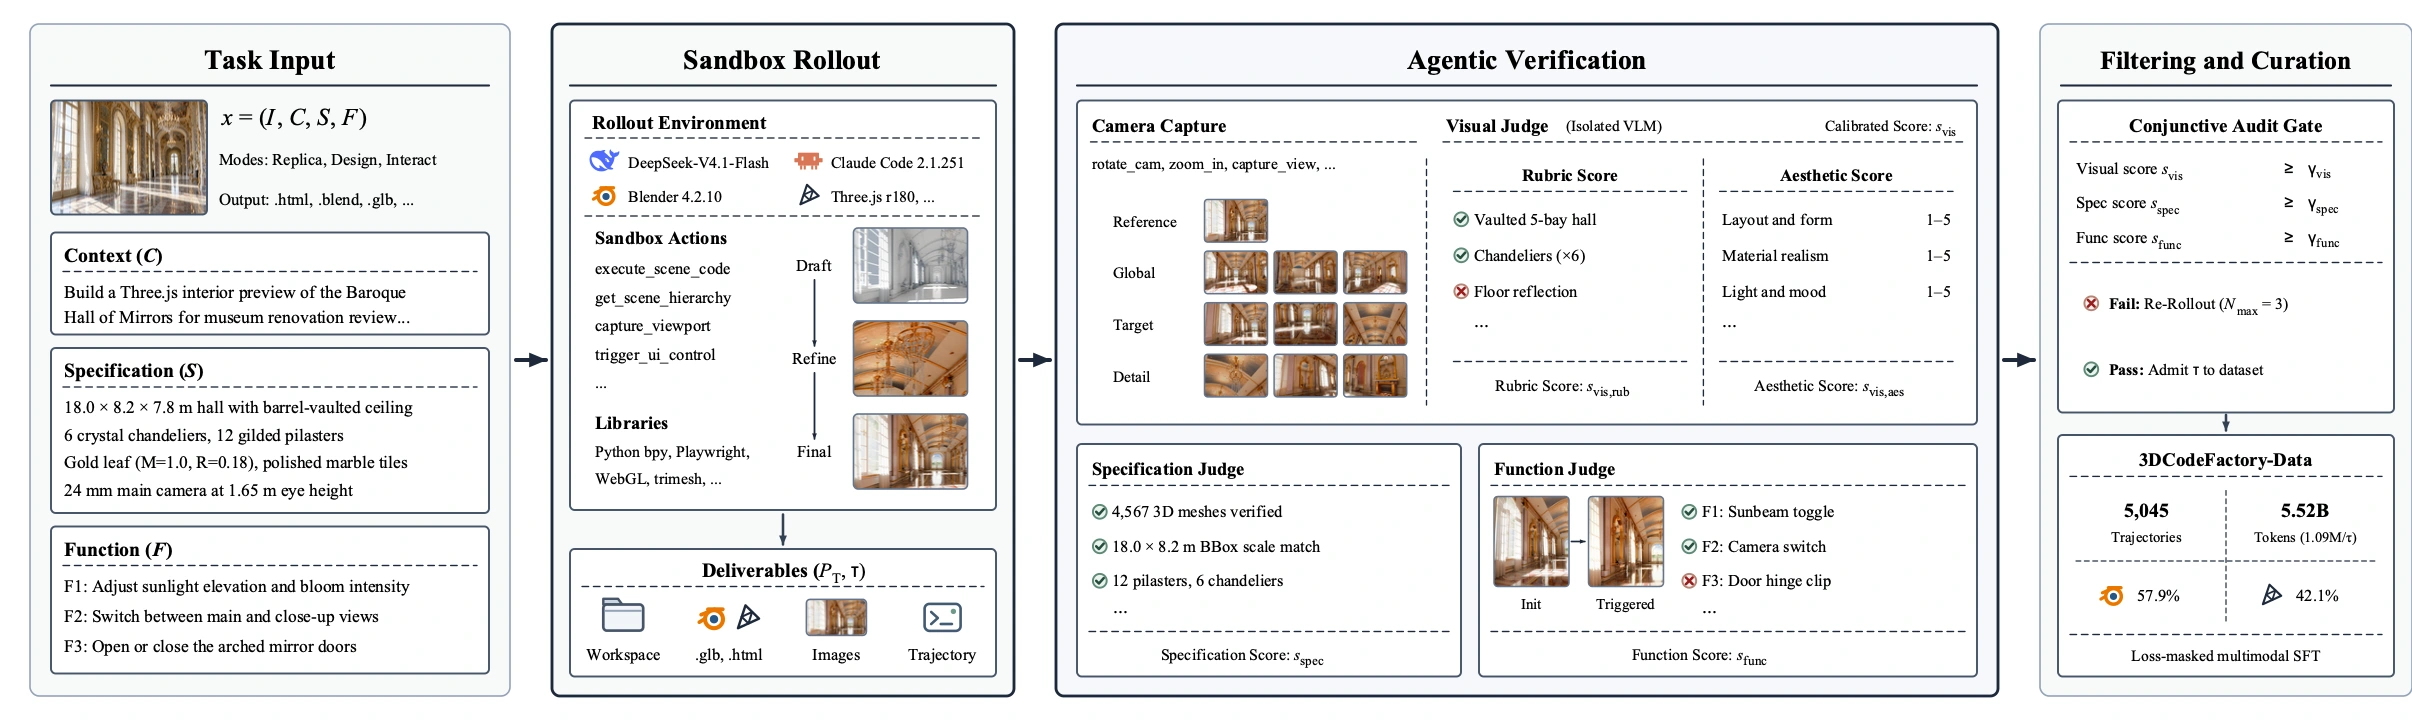 Task Input
x = (I, C, S, F)
Modes: Replica, Design, Interact
Output: .html, .blend, .glb, ...
Context (C)
Build a Three.js interior preview of the Baroque
Hall of Mirrors for museum renovation review...
Specification (S)
18.0 × 8.2 × 7.8 m hall with barrel-vaulted ceiling
6 crystal chandeliers, 12 gilded pilasters
Gold leaf (M=1.0, R=0.18), polished marble tiles
24 mm main camera at 1.65 m eye height
Function (F)
F1: Adjust sunlight elevation and bloom intensity
F2: Switch between main and close-up views
F3: Open or close the arched mirror doors
Sandbox Rollout
Rollout Environment
DeepSeek-V4.1-Flash
Claude Code 2.1.251
Blender 4.2.10
Three.js r180, ...
Sandbox Actions
execute_scene_code
get_scene_hierarchy
capture_viewport
trigger_ui_control
...
Libraries
Python bpy, Playwright,
WebGL, trimesh, ...
Draft
Refine
Final
Deliverables (P_T, τ)
Workspace
.glb, .html
Images
Trajectory
Agentic Verification
Camera Capture
rotate_cam, zoom_in, capture_view, ...
Reference
Global
Target
Detail
Visual Judge (Isolated VLM)
Calibrated Score: s_vis
Rubric Score
Vaulted 5-bay hall
Chandeliers (×6)
Floor reflection
...
Rubric Score: s_vis,rub
Aesthetic Score
Layout and form 1–5
Material realism 1–5
Light and mood 1–5
...
Aesthetic Score: s_vis,aes
Specification Judge
4,567 3D meshes verified
18.0 × 8.2 m BBox scale match
12 pilasters, 6 chandeliers
...
Specification Score: s_spec
Function Judge
Init
Triggered
F1: Sunbeam toggle
F2: Camera switch
F3: Door hinge clip
...
Function Score: s_func
Filtering and Curation
Conjunctive Audit Gate
Visual score s_vis ≥ γ_vis
Spec score s_spec ≥ γ_spec
Func score s_func ≥ γ_func
Fail: Re-Rollout (N_max = 3)
Pass: Admit τ to dataset
3DCodeFactory-Data
5,045
Trajectories
5.52B
Tokens (1.09M/τ)
57.9%
42.1%
Loss-masked multimodal SFT